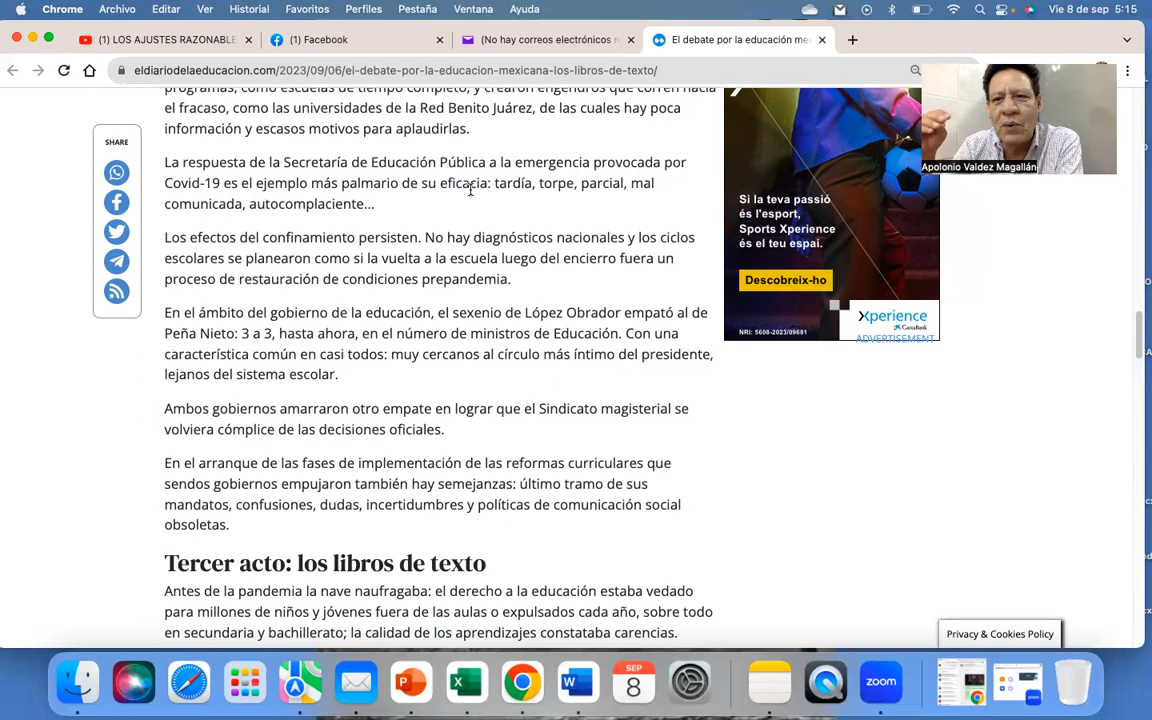 Chrome Archivo Editar Ver Historial Favoritos Perfiles Pestaña Ventana Ayuda Vie 8 de sep 5:15
(1) LOS AJUSTES RAZONABLE
(1) Facebook
(No hay correos electrónicos
El debate por la educación me
eldiariodelaeducacion.com/2023/09/06/el-debate-por-la-educacion-mexicana-los-libros-de-texto/
Apolonio Valdez Magallán
SHARE
programas, como escuelas de tiempo completo, y crearon engendros que corren hacia
el fracaso, como las universidades de la Red Benito Juárez, de las cuales hay poca
información y escasos motivos para aplaudirlas.
La respuesta de la Secretaría de Educación Pública a la emergencia provocada por
Covid-19 es el ejemplo más palmario de su eficacia: tardía, torpe, parcial, mal
comunicada, autocomplaciente…
Los efectos del confinamiento persisten. No hay diagnósticos nacionales y los ciclos
escolares se planearon como si la vuelta a la escuela luego del encierro fuera un
proceso de restauración de condiciones prepandemia.
En el ámbito del gobierno de la educación, el sexenio de López Obrador empató al de
Peña Nieto: 3 a 3, hasta ahora, en el número de ministros de Educación. Con una
característica común en casi todos: muy cercanos al círculo más íntimo del presidente,
lejanos del sistema escolar.
Ambos gobiernos amarraron otro empate en lograr que el Sindicato magisterial se
volviera cómplice de las decisiones oficiales.
En el arranque de las fases de implementación de las reformas curriculares que
sendos gobiernos empujaron también hay semejanzas: último tramo de sus
mandatos, confusiones, dudas, incertidumbres y políticas de comunicación social
obsoletas.
Tercer acto: los libros de texto
Antes de la pandemia la nave naufragaba: el derecho a la educación estaba vedado
para millones de niños y jóvenes fuera de las aulas o expulsados cada año, sobre todo
en secundaria y bachillerato; la calidad de los aprendizajes constataba carencias.
Si la teva passió
és l'esport,
Sports Xperience
és el teu espai.
Descobreix-ho
NRI: 5608-2023/09681
Xperience
CaixaBank
ADVERTISEMENT
Privacy & Cookies Policy
SEP
8
zoom